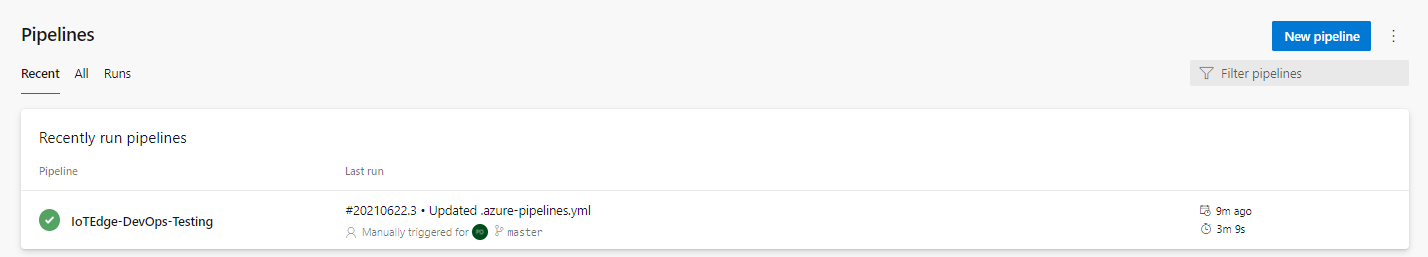 Pipelines
New pipeline
Recent All Runs
Filter pipelines
Recently run pipelines
Pipeline Last run
IoTEdge-DevOps-Testing
#20210622.3 • Updated .azure-pipelines.yml
9m ago
Manually triggered for PD master
3m 9s